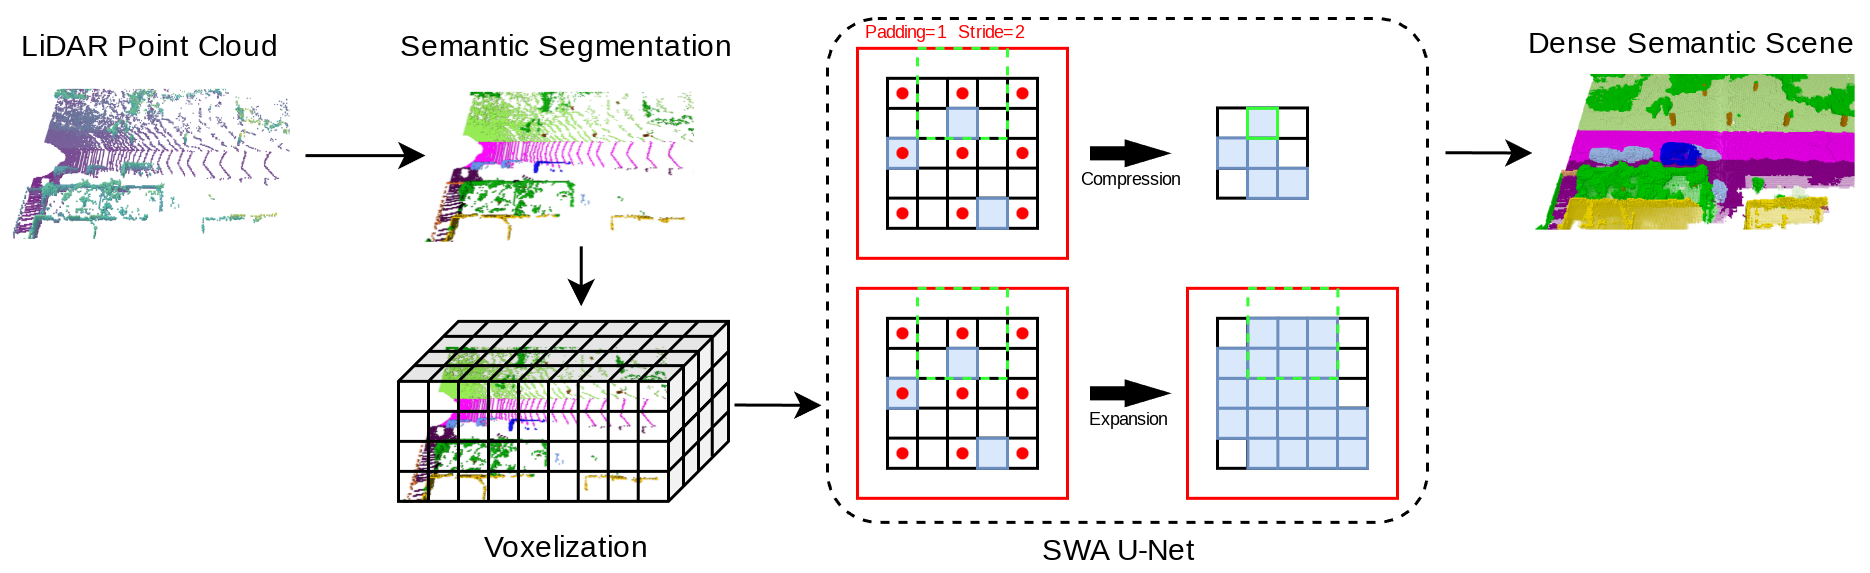 LiDAR Point Cloud
Semantic Segmentation
Padding=1 Stride=2
Dense Semantic Scene
Compression
Expansion
Voxelization
SWA U-Net